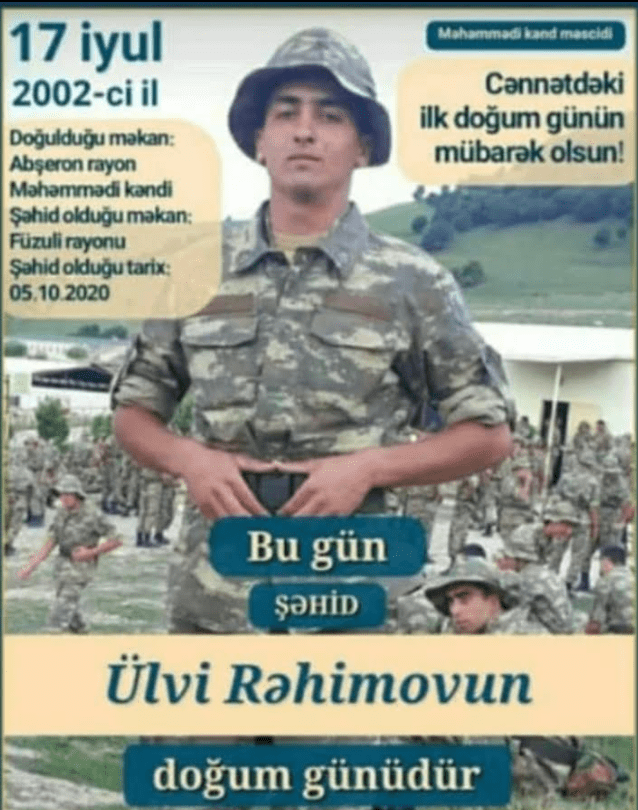 17 iyul
2002-ci il
Doğulduğu məkan:
Abşeron rayon
Məhəmmədi kəndi
Şəhid olduğu məkan:
Füzuli rayonu
Şəhid olduğu tarix:
05.10.2020
Məhəmmədi kənd məscidi
Cənnətdəki
ilk doğum günün
mübarək olsun!
Bu gün
ŞƏHİD
Ülvi Rəhimovun
doğum günüdür